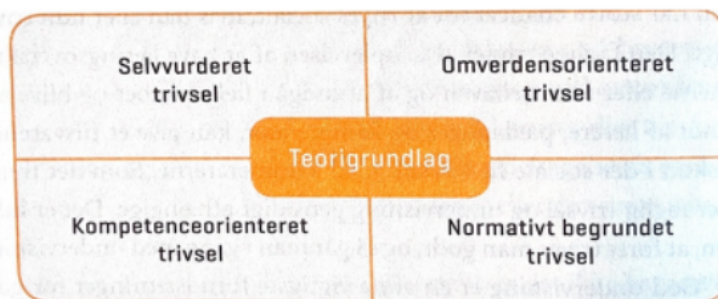 Selvvurderet
trivsel
Omverdensorienteret
trivsel
Teorigrundlag
Kompetenceorienteret
trivsel
Normativt begrundet
trivsel